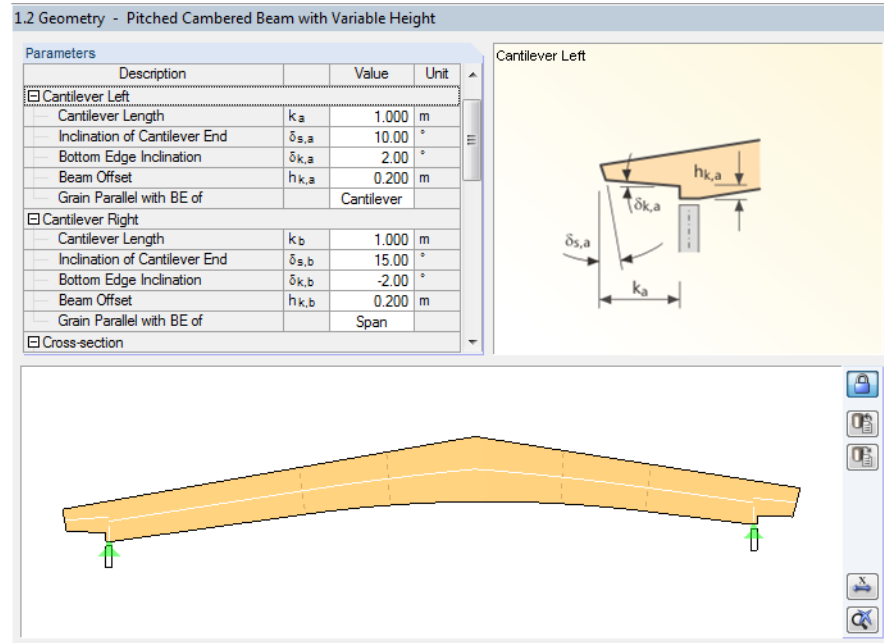 1.2 Geometry - Pitched Cambered Beam with Variable Height
Parameters
Description Value Unit
Cantilever Left
Cantilever Length ka 1.000 m
Inclination of Cantilever End δs,a 10.00 °
Bottom Edge Inclination δk,a 2.00 °
Beam Offset hk,a 0.200 m
Grain Parallel with BE of Cantilever
Cantilever Right
Cantilever Length kb 1.000 m
Inclination of Cantilever End δs,b 15.00 °
Bottom Edge Inclination δk,b -2.00 °
Beam Offset hk,b 0.200 m
Grain Parallel with BE of Span
Cross-section
Cantilever Left
hk,a
δk,a
δs,a
ka
x